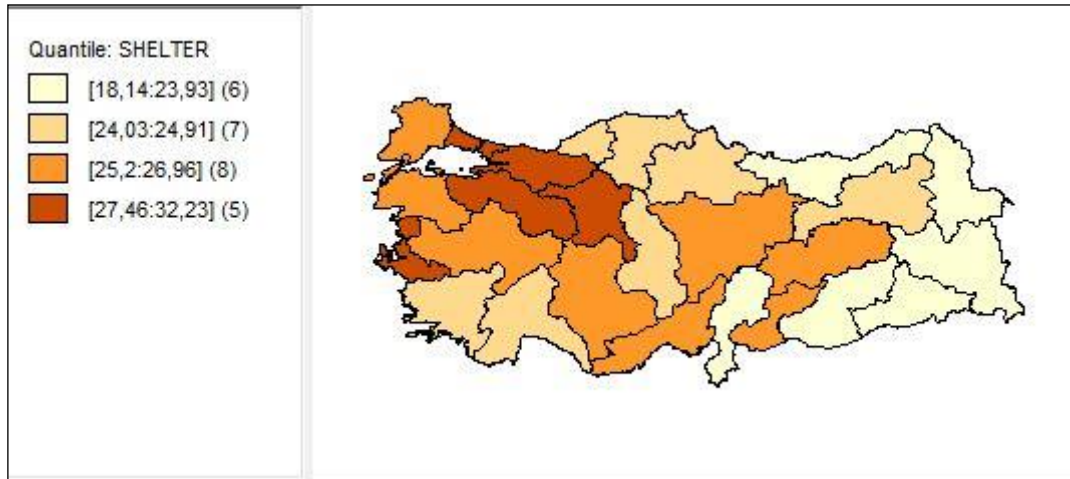 Quantile: SHELTER
[18,14:23,93] (6)
[24,03:24,91] (7)
[25,2:26,96] (8)
[27,46:32,23] (5)